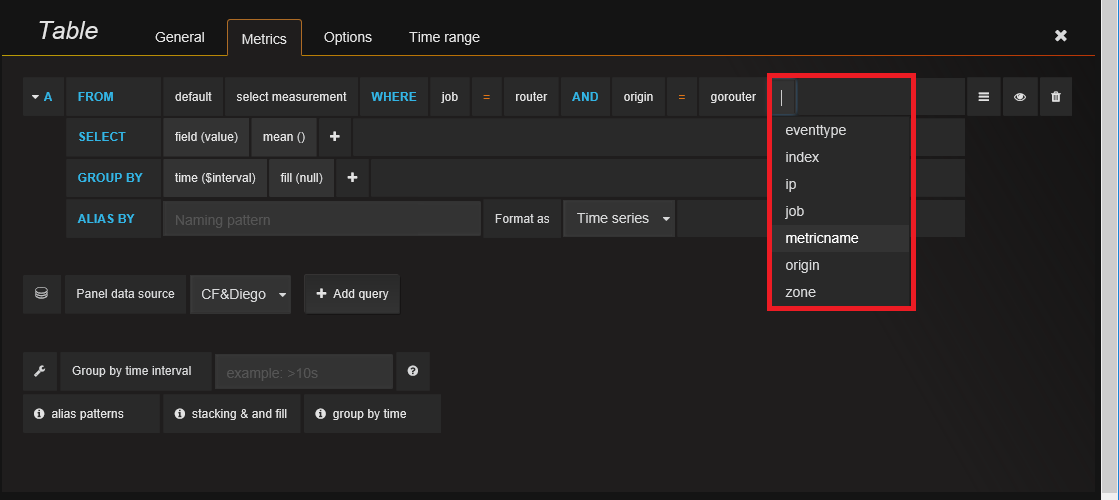 Table General Metrics Options Time range
A FROM default select measurement WHERE job = router AND origin = gorouter
eventtype
SELECT field (value) mean ()
index
GROUP BY time ($interval) fill (null)
ip
job
ALIAS BY Naming pattern Format as Time series
metricname
origin
zone
Panel data source CF&Diego Add query
Group by time interval example: >10s
alias patterns stacking & and fill group by time